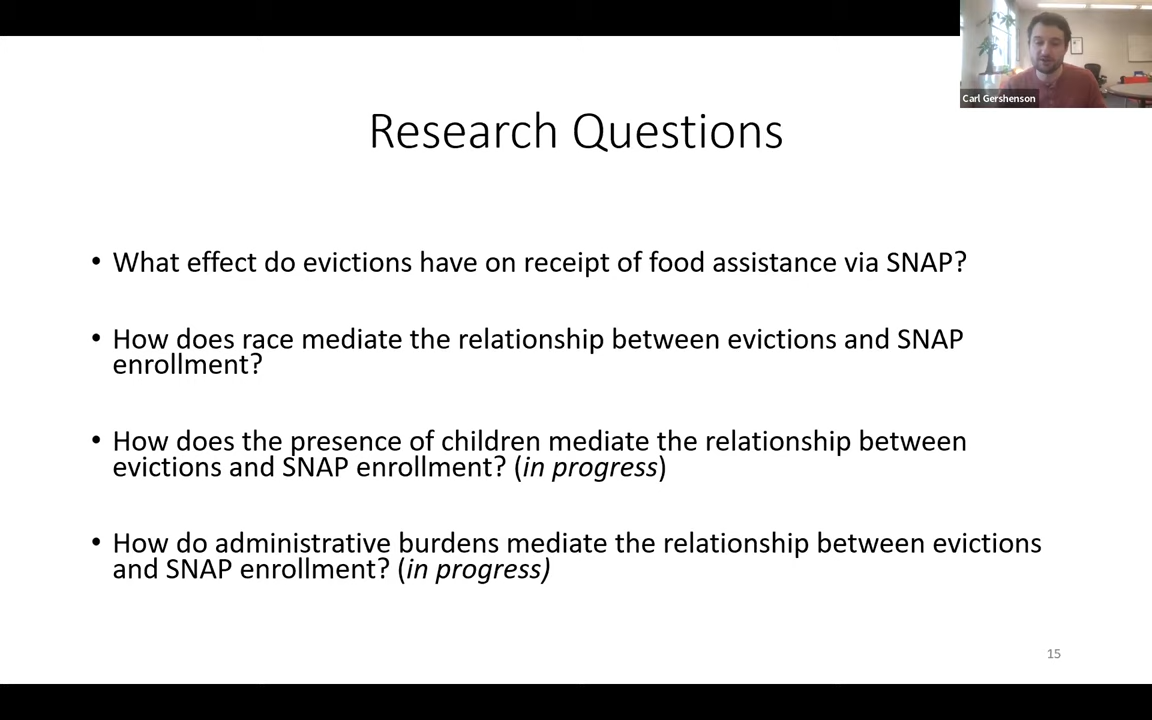 Carl Gershenson
Research Questions
• What effect do evictions have on receipt of food assistance via SNAP?
• How does race mediate the relationship between evictions and SNAP
enrollment?
• How does the presence of children mediate the relationship between
evictions and SNAP enrollment? (in progress)
• How do administrative burdens mediate the relationship between evictions
and SNAP enrollment? (in progress)
15